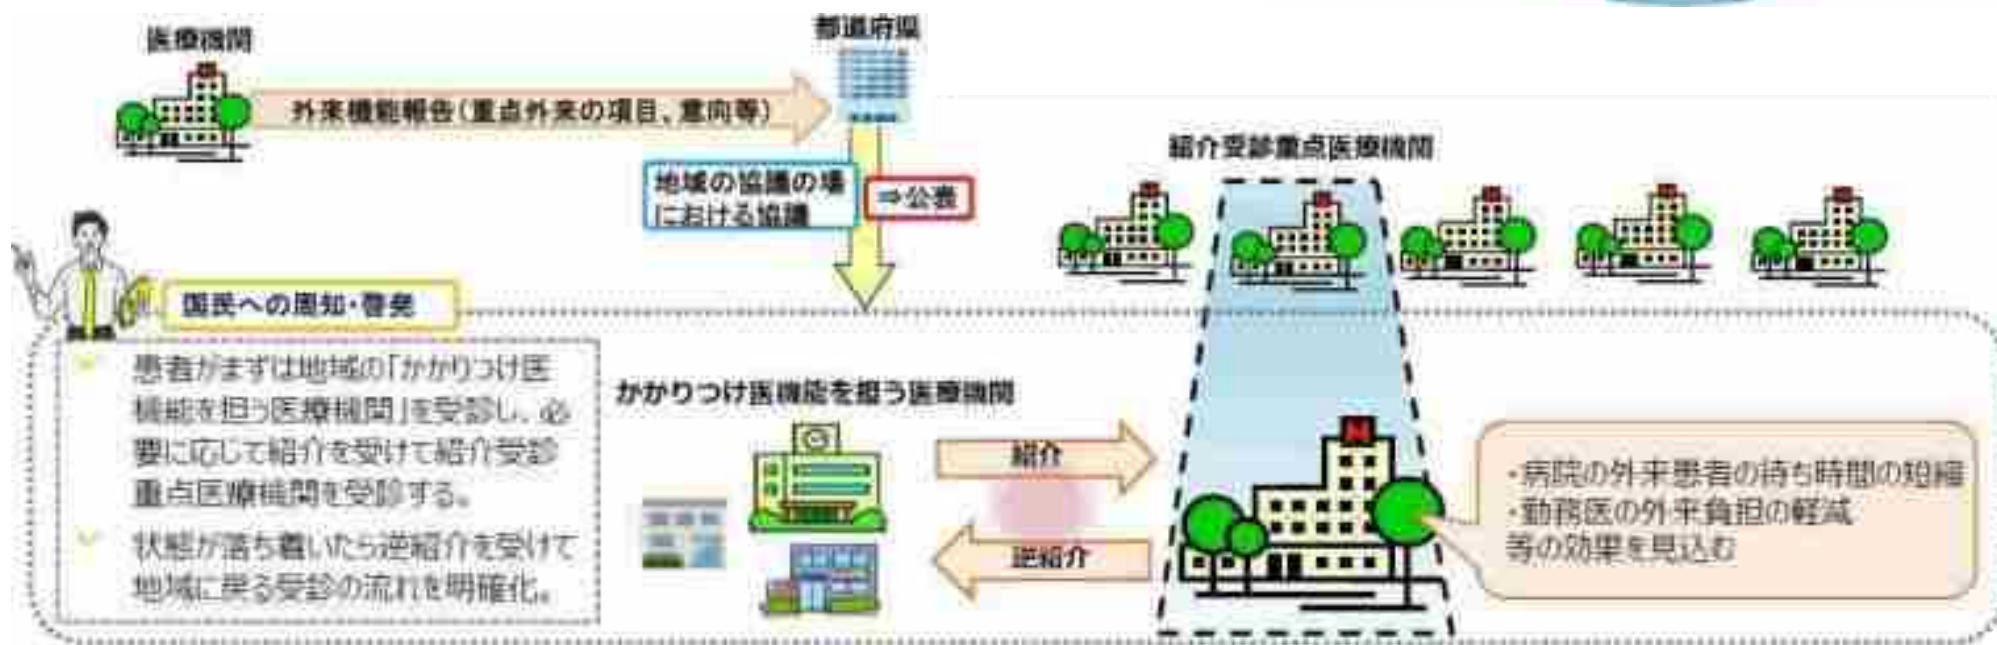 医療機関
都道府県
外来機能報告(重点外来の項目、意向等)
地域の協議の場
における協議
⇒公表
紹介受診重点医療機関
国民への周知・啓発
患者がまずは地域の「かかりつけ医
機能を担う医療機関」を受診し、必
要に応じて紹介を受けて紹介受診
重点医療機関を受診する。
状態が落ち着いたら逆紹介を受けて
地域に戻る受診の流れを明確化。
かかりつけ医機能を担う医療機関
紹介
逆紹介
・病院の外来患者の待ち時間の短縮
・勤務医の外来負担の軽減
等の効果を見込む